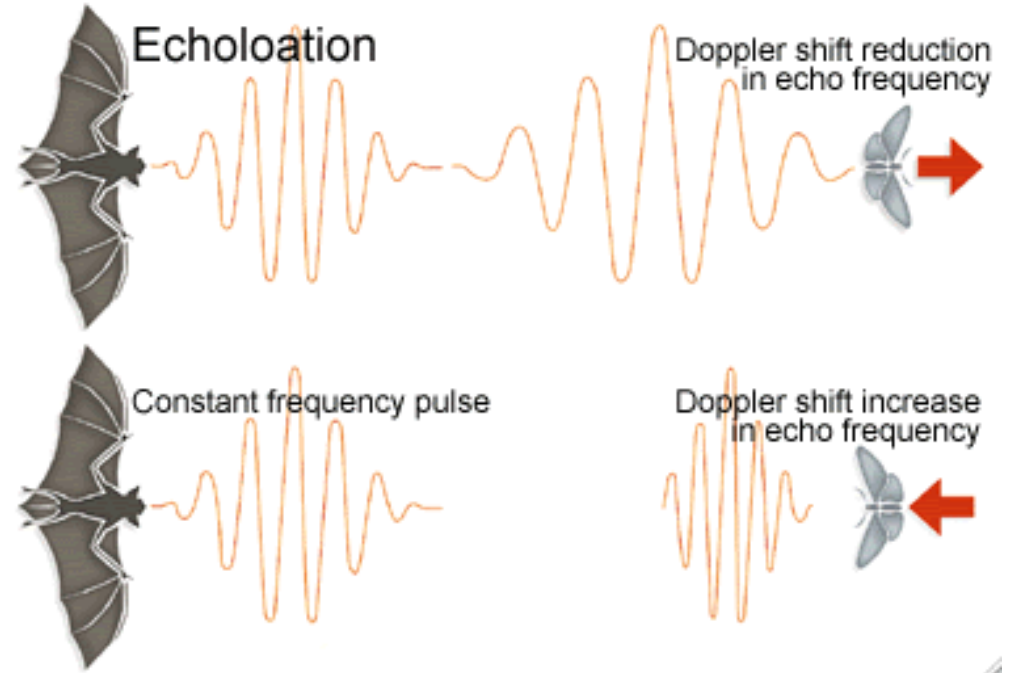 Echoloation
Doppler shift reduction
in echo frequency
Constant frequency pulse
Doppler shift increase
in echo frequency